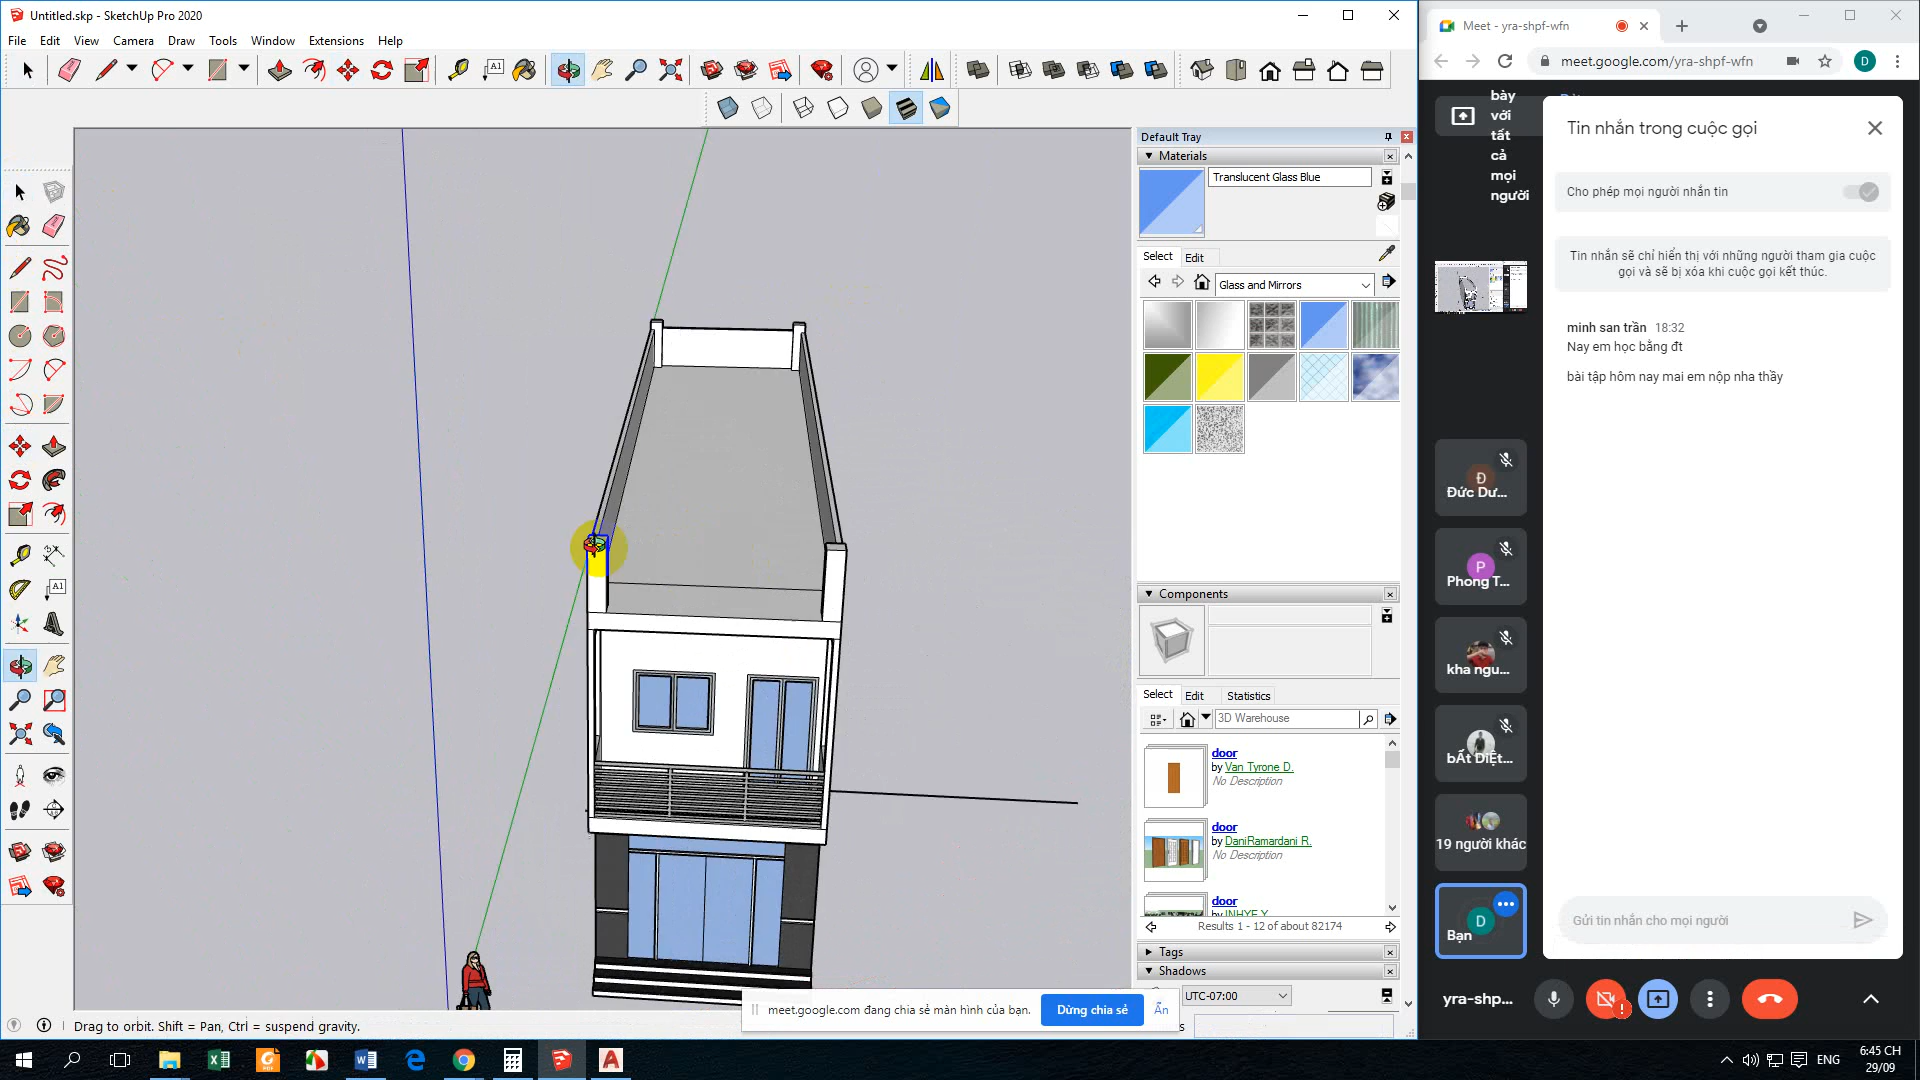 Untitled.skp - SketchUp Pro 2020
File Edit View Camera Draw Tools Window Extensions Help
Default Tray
Materials
Translucent Glass Blue
Select Edit
Glass and Mirrors
Components
Select Edit Statistics
3D Warehouse
door
by Van Tyrone D.
No Description
door
by DaniRamardani R.
No Description
door
by INHYE Y
Results 1 - 12 of about 82174
Tags
Shadows
UTC-07:00
Drag to orbit. Shift = Pan, Ctrl = suspend gravity.
meet.google.com đang chia sẻ màn hình của bạn.
Dừng chia sẻ
Ẩn
Meet - yra-shpf-wfn
meet.google.com/yra-shpf-wfn
D
bày
với
tất
cả
mọi
người
Tin nhắn trong cuộc gọi
Cho phép mọi người nhắn tin
Tin nhắn sẽ chỉ hiển thị với những người tham gia cuộc
gọi và sẽ bị xóa khi cuộc gọi kết thúc.
minh san trần 18:32
Nay em học bằng đt
bài tập hôm nay mai em nộp nha thầy
Đ
Đức Dư...
P
Phong T...
kha ngu...
bẤt DiỆt...
19 người khác
D
Bạn
Gửi tin nhắn cho mọi người
yra-shp...
ENG
6:45 CH
29/09